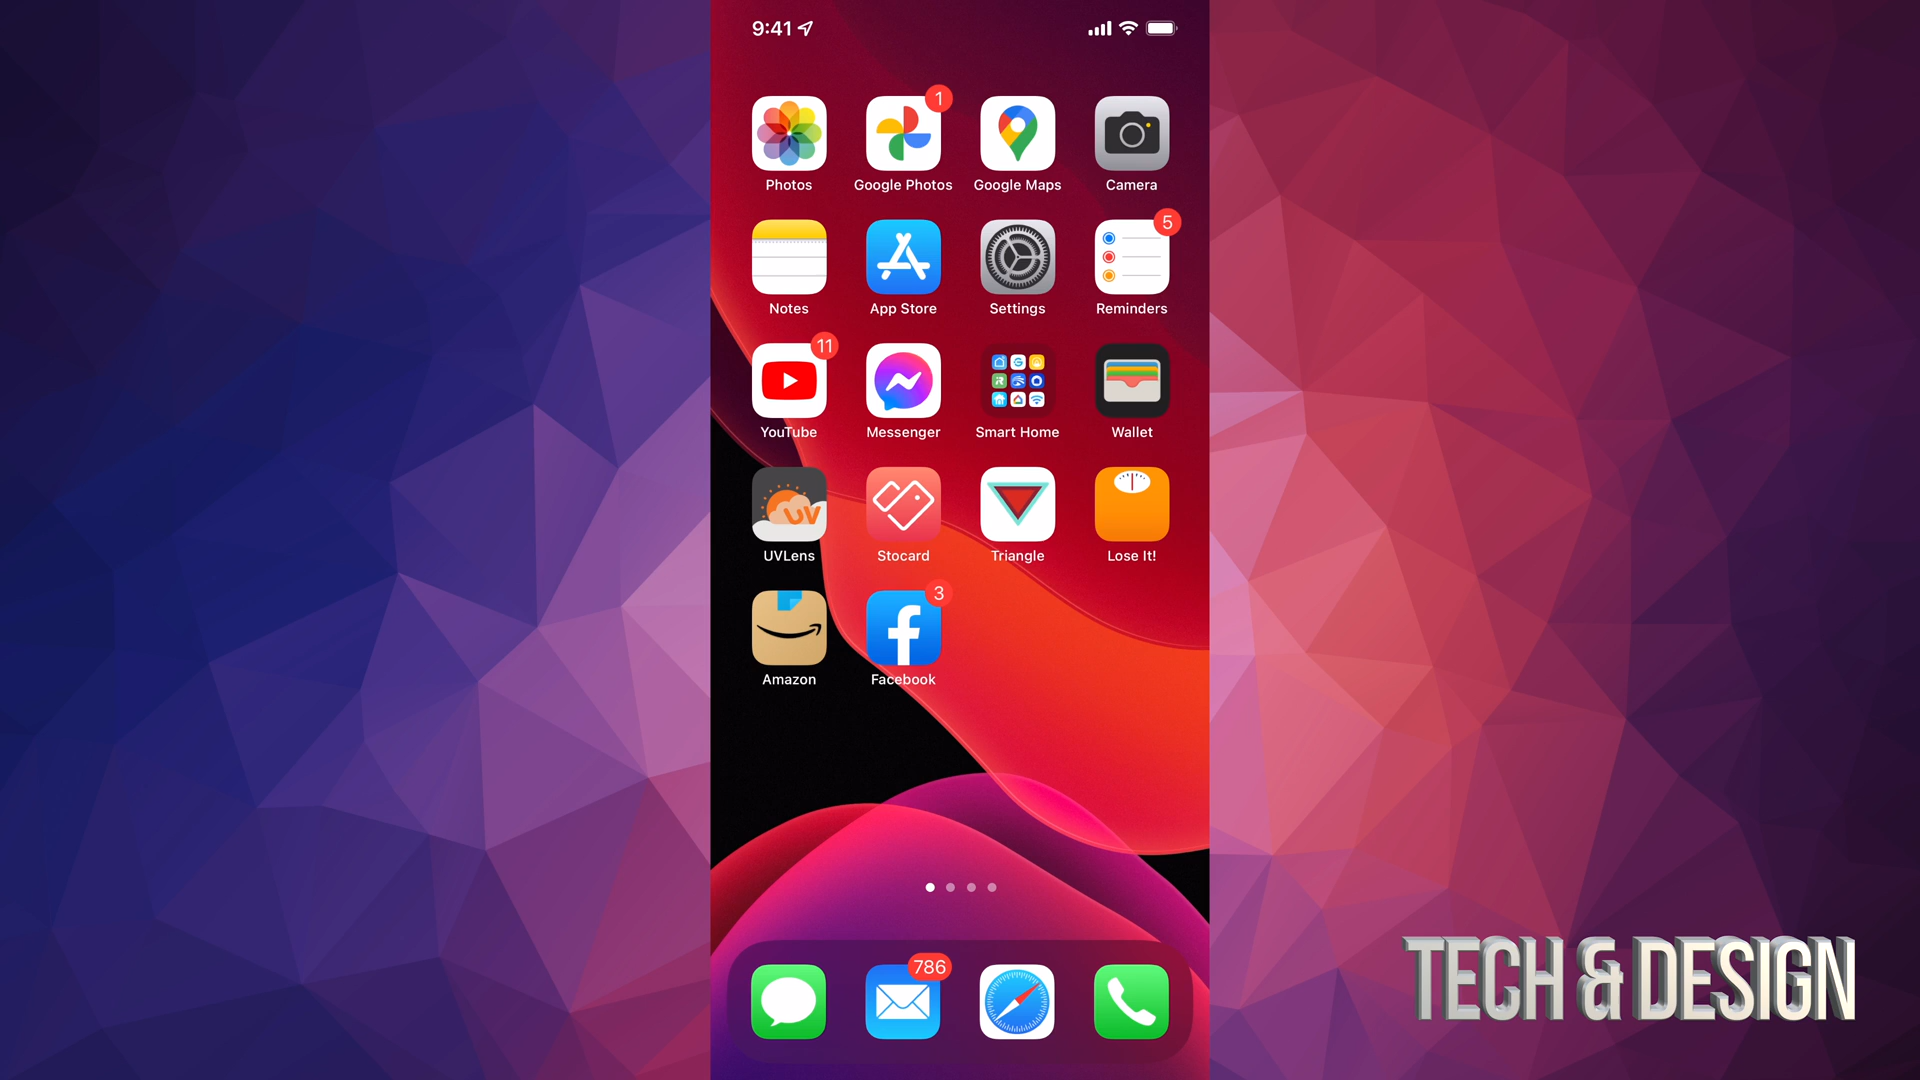 9:41
1
Photos
Google Photos
Google Maps
Camera
5
Notes
App Store
Settings
Reminders
11
YouTube
Messenger
Smart Home
Wallet
UV
UVLens
Stocard
Triangle
Lose It!
3
Amazon
Facebook
786
TECH & DESIGN